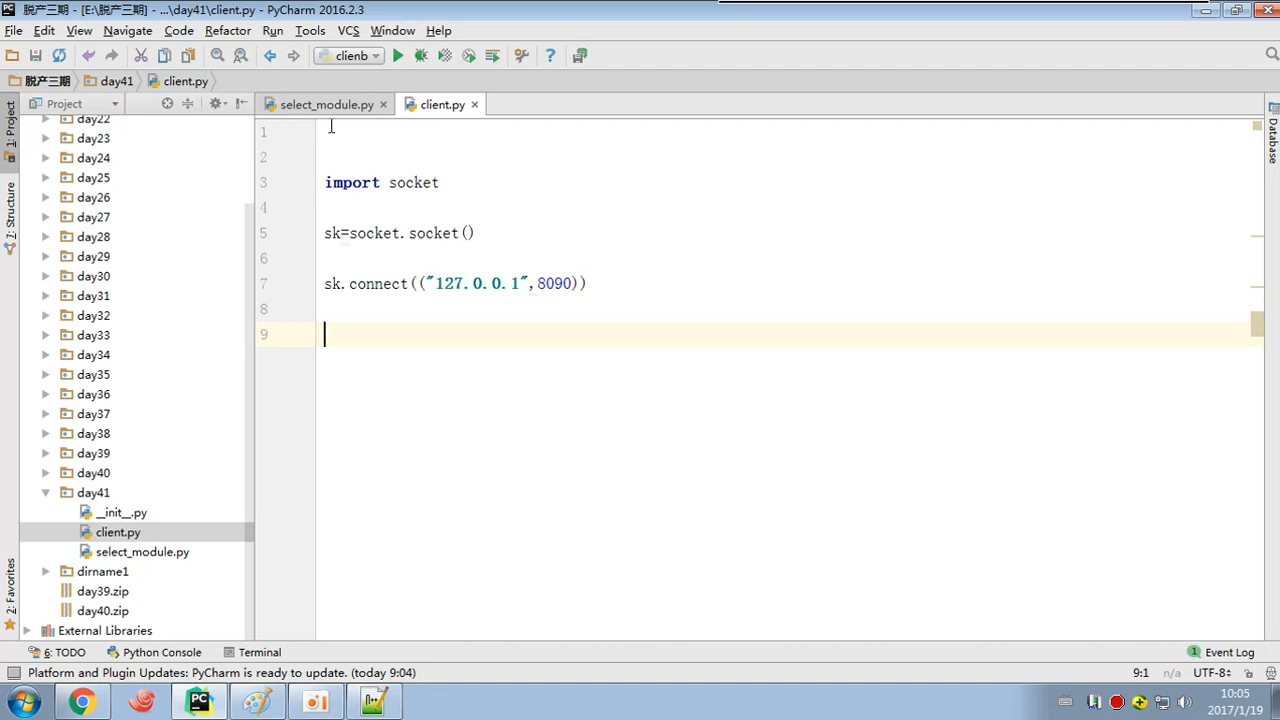 脱产三期 - [E:\脱产三期] - ...\day41\client.py - PyCharm 2016.2.3
File Edit View Navigate Code Refactor Run Tools VCS Window Help
clienb
脱产三期 day41 client.py
Project
select_module.py
client.py
1: Project
7: Structure
2: Favorites
Database
day22
day23
day24
day25
day26
day27
day28
day29
day30
day31
day32
day33
day34
day35
day36
day37
day38
day39
day40
day41
__init__.py
client.py
select_module.py
dirname1
day39.zip
day40.zip
External Libraries
1
2
3 import socket
4
5 sk=socket.socket()
6
7 sk.connect(("127.0.0.1",8090))
8
9
6: TODO Python Console Terminal 1 Event Log
Platform and Plugin Updates: PyCharm is ready to update. (today 9:04) 9:1 n/a UTF-8
10:05
2017/1/19